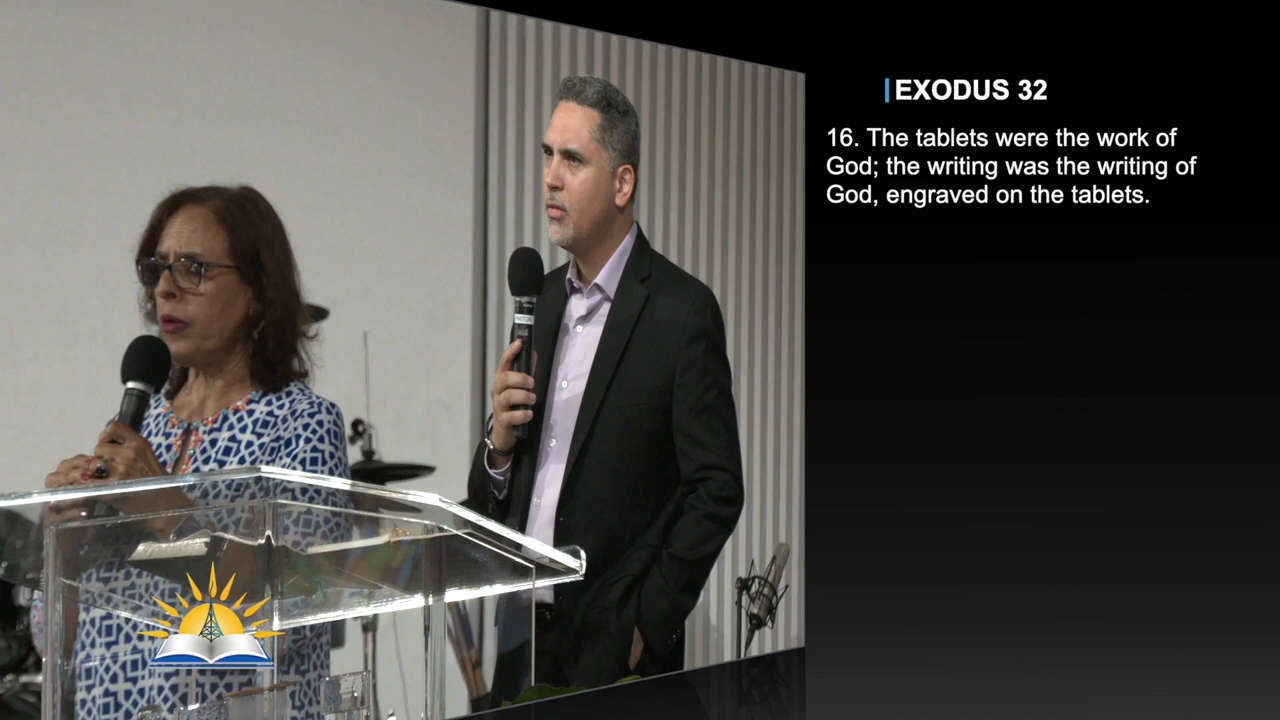 EXODUS 32
16. The tablets were the work of
God; the writing was the writing of
God, engraved on the tablets.
PASTOR